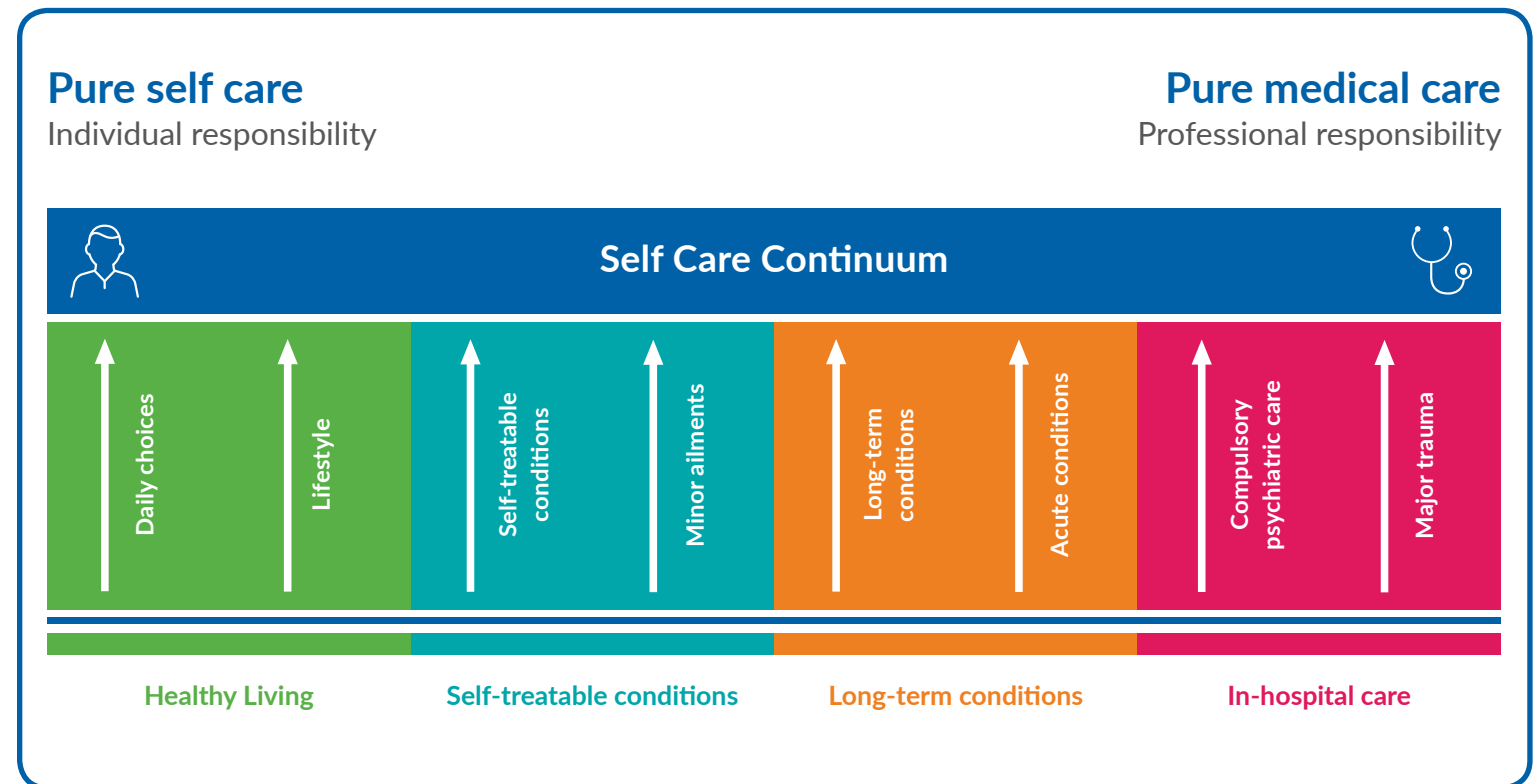 Pure self care
Individual responsibility
Pure medical care
Professional responsibility
Self Care Continuum
Daily choices
Lifestyle
Self-treatable
conditions
Minor ailments
Long-term
conditions
Acute conditions
Compulsory
psychiatric care
Major trauma
Healthy Living
Self-treatable conditions
Long-term conditions
In-hospital care